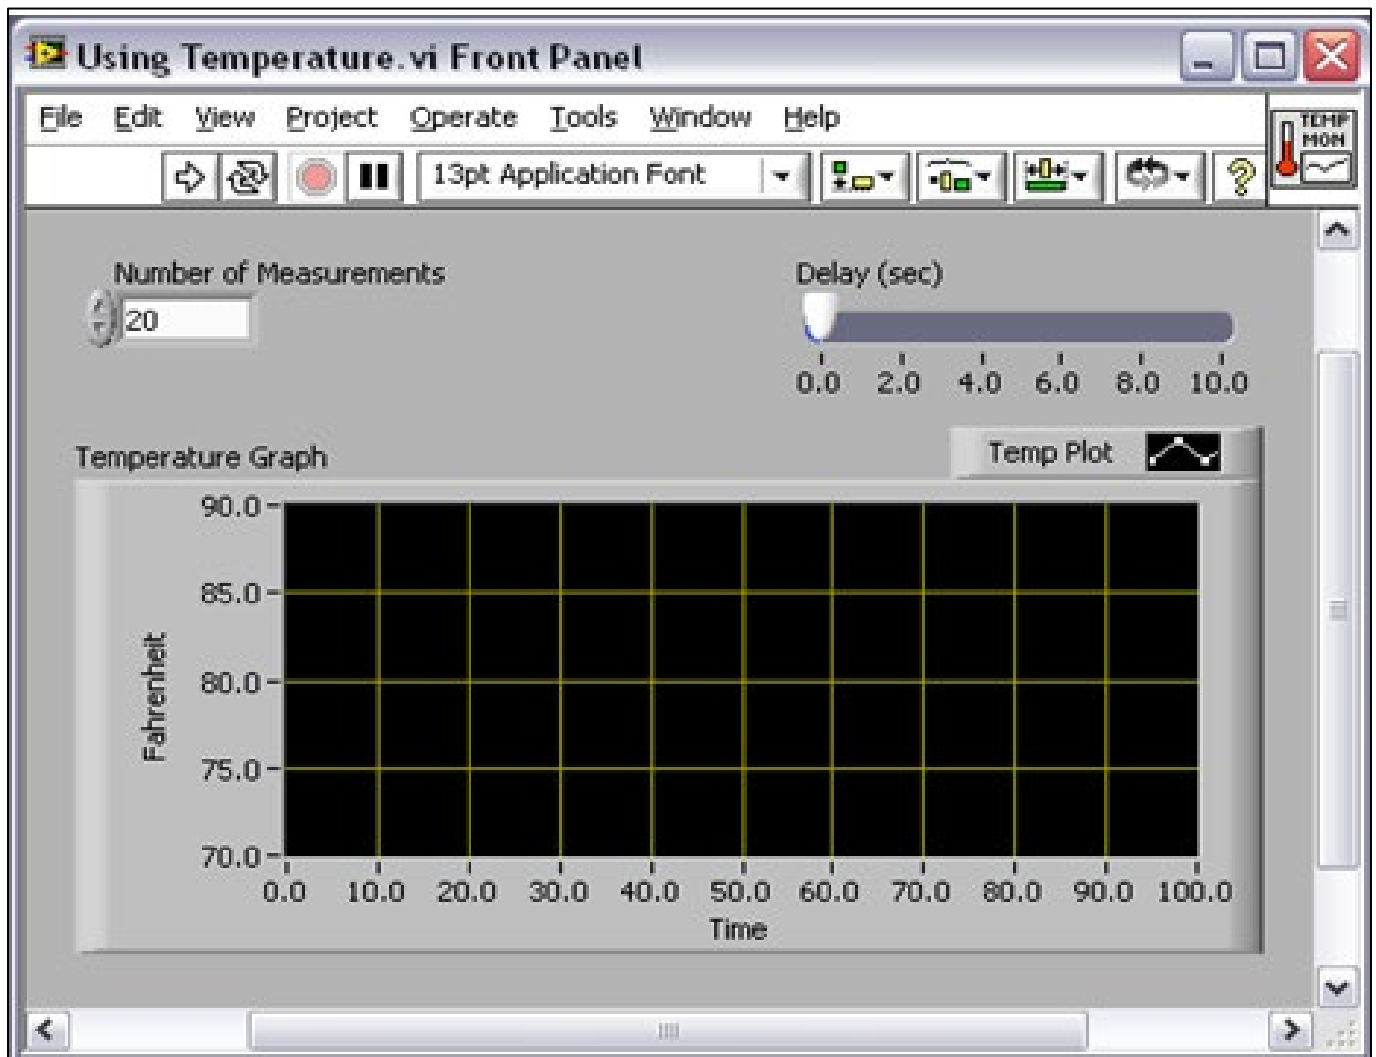 Using Temperature.vi Front Panel
File Edit View Project Operate Tools Window Help
TEMP
MON
13pt Application Font
?
Number of Measurements
20
Delay (sec)
0.0 2.0 4.0 6.0 8.0 10.0
Temperature Graph
Temp Plot
90.0
85.0
80.0
75.0
70.0
Fahrenheit
0.0 10.0 20.0 30.0 40.0 50.0 60.0 70.0 80.0 90.0 100.0
Time